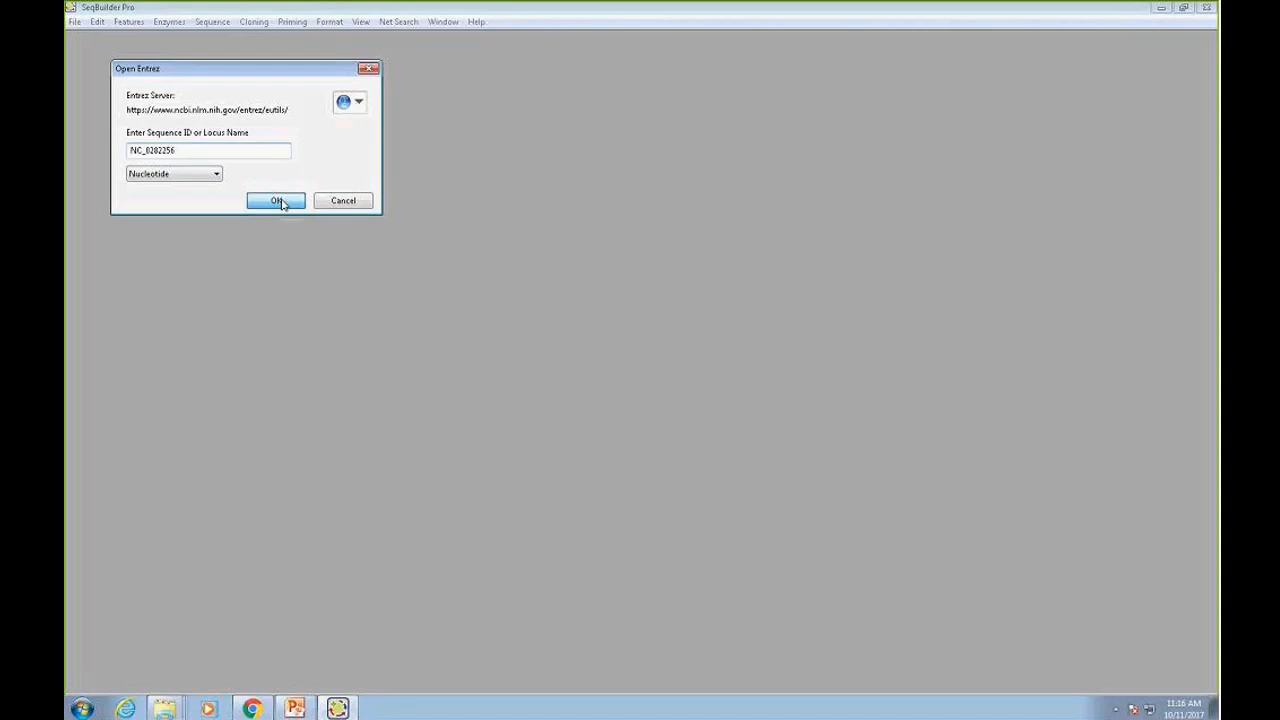 SeqBuilder Pro
File Edit Features Enzymes Sequence Cloning Priming Format View Net Search Window Help
Open Entrez
Entrez Server:
https://www.ncbi.nlm.nih.gov/entrez/eutils/
Enter Sequence ID or Locus Name
NC_0282256
Nucleotide
OK Cancel
11:16 AM
10/11/2017